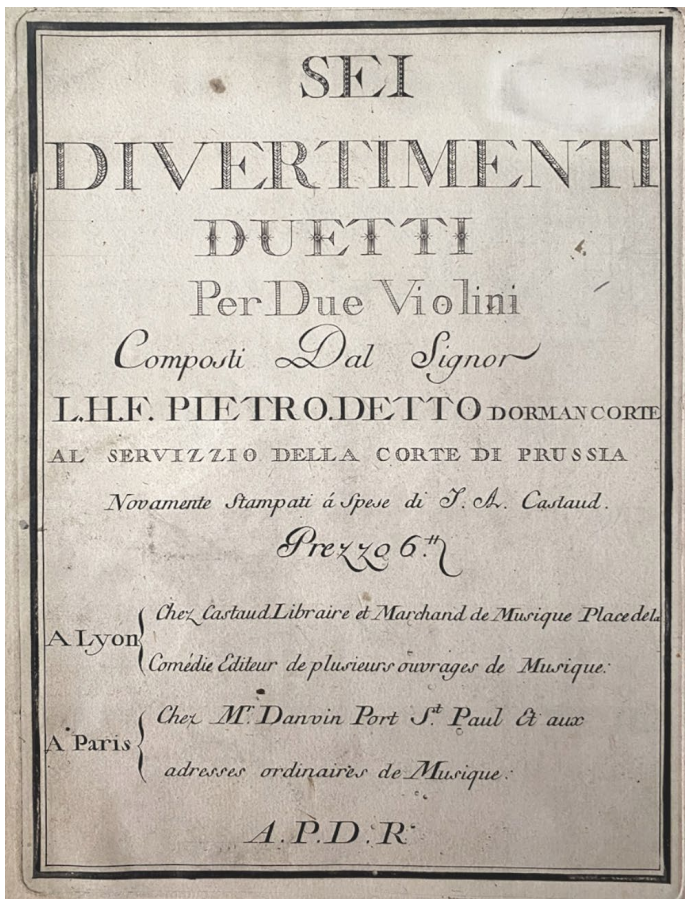 SEI
DIVERTIMENTI
DUETTI
Per Due Violini
Composti Dal Signor
L.H.F. PIETRO.DETTO DORMANCORTE
AL SERVIZZIO DELLA CORTE DI PRUSSIA
Novamente Stampati á Spese di J. A. Castaud.
Prezzo 6.tt
A Lyon { Chez Castaud Libraire et Marchand de Musique Place de la
Comédie Editeur de plusieurs ouvrages de Musique.
A Paris { Chez Mr. Danvin Port St. Paul Et aux
adresses ordinaires de Musique.
A.P.D.R